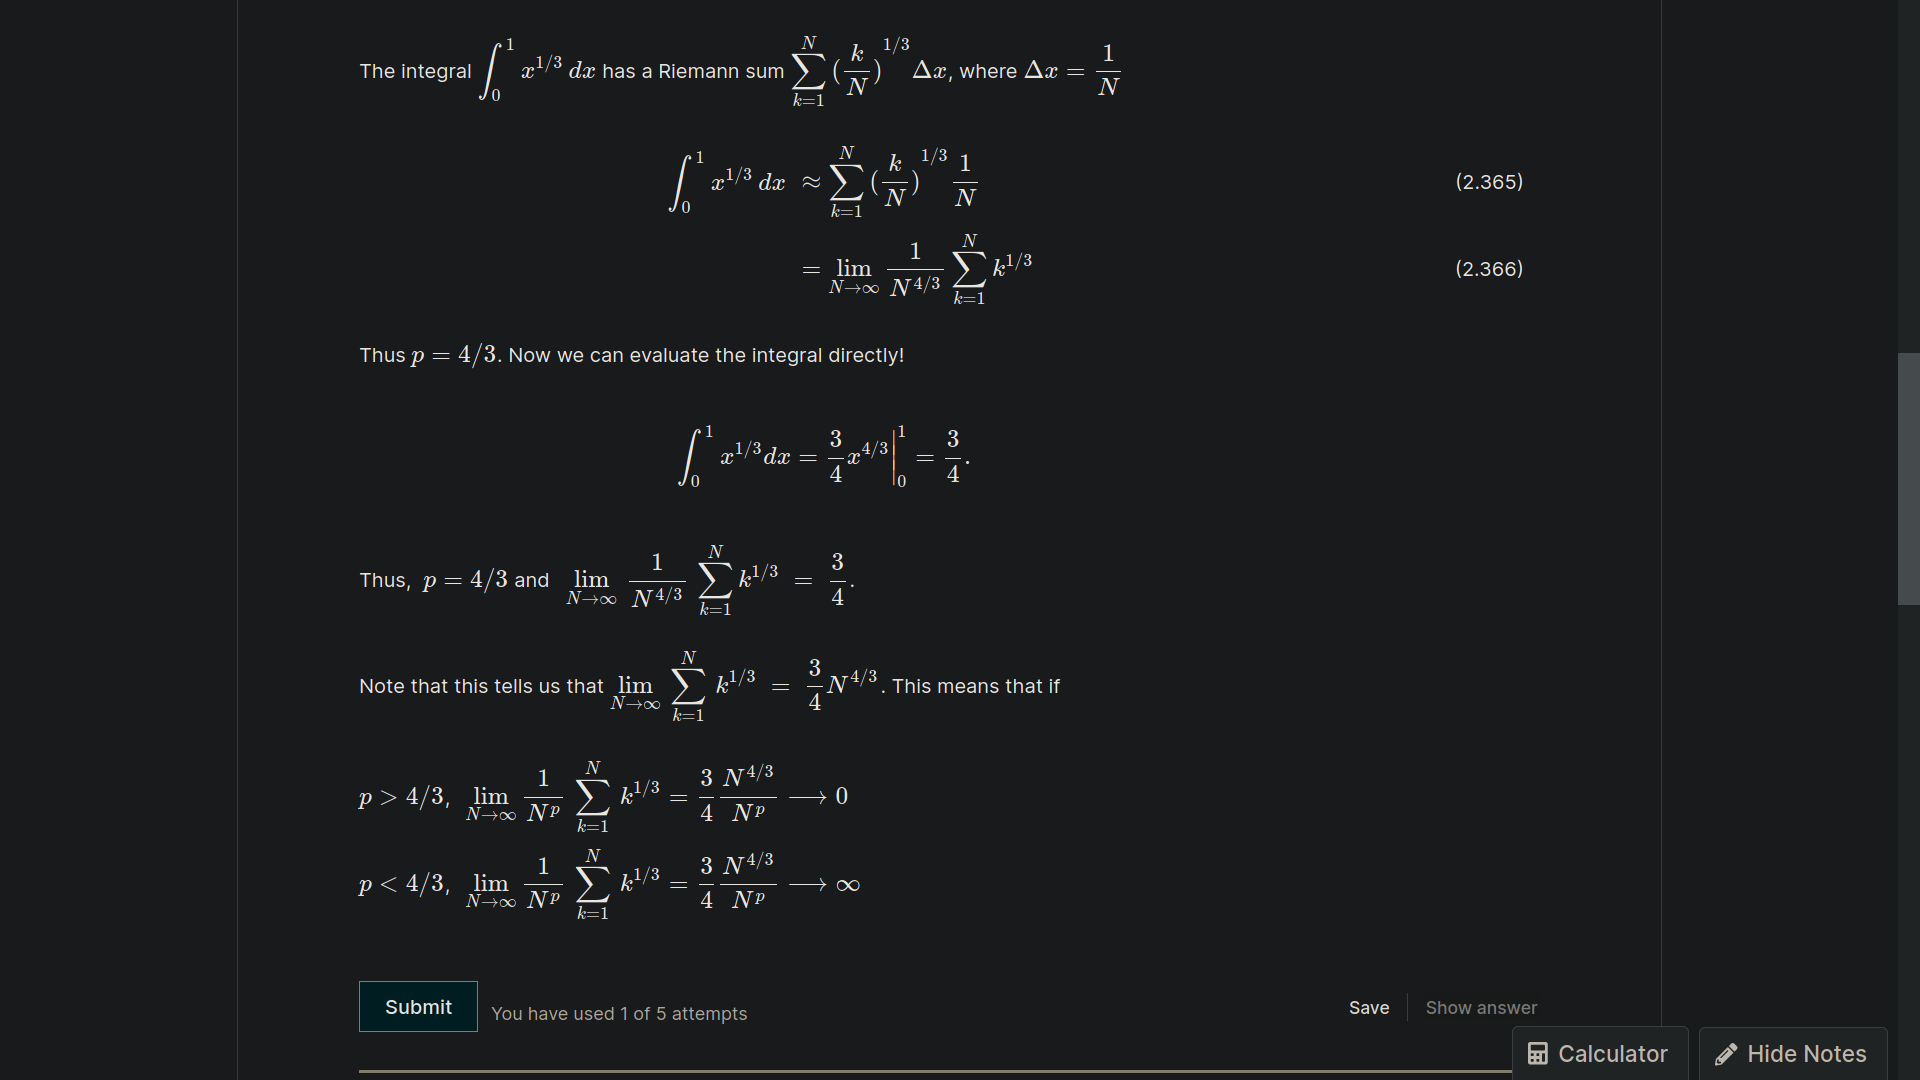 The integral $\int_0^1 x^{1/3}\, dx$ has a Riemann sum $\sum_{k=1}^{N} (\frac{k}{N})^{1/3} \Delta x$, where $\Delta x = \frac{1}{N}$
$\int_0^1 x^{1/3}\, dx \approx \sum_{k=1}^{N} (\frac{k}{N})^{1/3} \frac{1}{N}$ (2.365)
$= \lim_{N \to \infty} \frac{1}{N^{4/3}} \sum_{k=1}^{N} k^{1/3}$ (2.366)
Thus $p = 4/3$. Now we can evaluate the integral directly!
$\int_0^1 x^{1/3} dx = \frac{3}{4} x^{4/3} \Big|_0^1 = \frac{3}{4}.$
Thus, $p = 4/3$ and $\lim_{N \to \infty} \frac{1}{N^{4/3}} \sum_{k=1}^{N} k^{1/3} = \frac{3}{4}.$
Note that this tells us that $\lim_{N \to \infty} \sum_{k=1}^{N} k^{1/3} = \frac{3}{4} N^{4/3}$. This means that if
$p > 4/3$, $\lim_{N \to \infty} \frac{1}{N^p} \sum_{k=1}^{N} k^{1/3} = \frac{3}{4} \frac{N^{4/3}}{N^p} \longrightarrow 0$
$p < 4/3$, $\lim_{N \to \infty} \frac{1}{N^p} \sum_{k=1}^{N} k^{1/3} = \frac{3}{4} \frac{N^{4/3}}{N^p} \longrightarrow \infty$
Submit You have used 1 of 5 attempts Save Show answer
Calculator Hide Notes